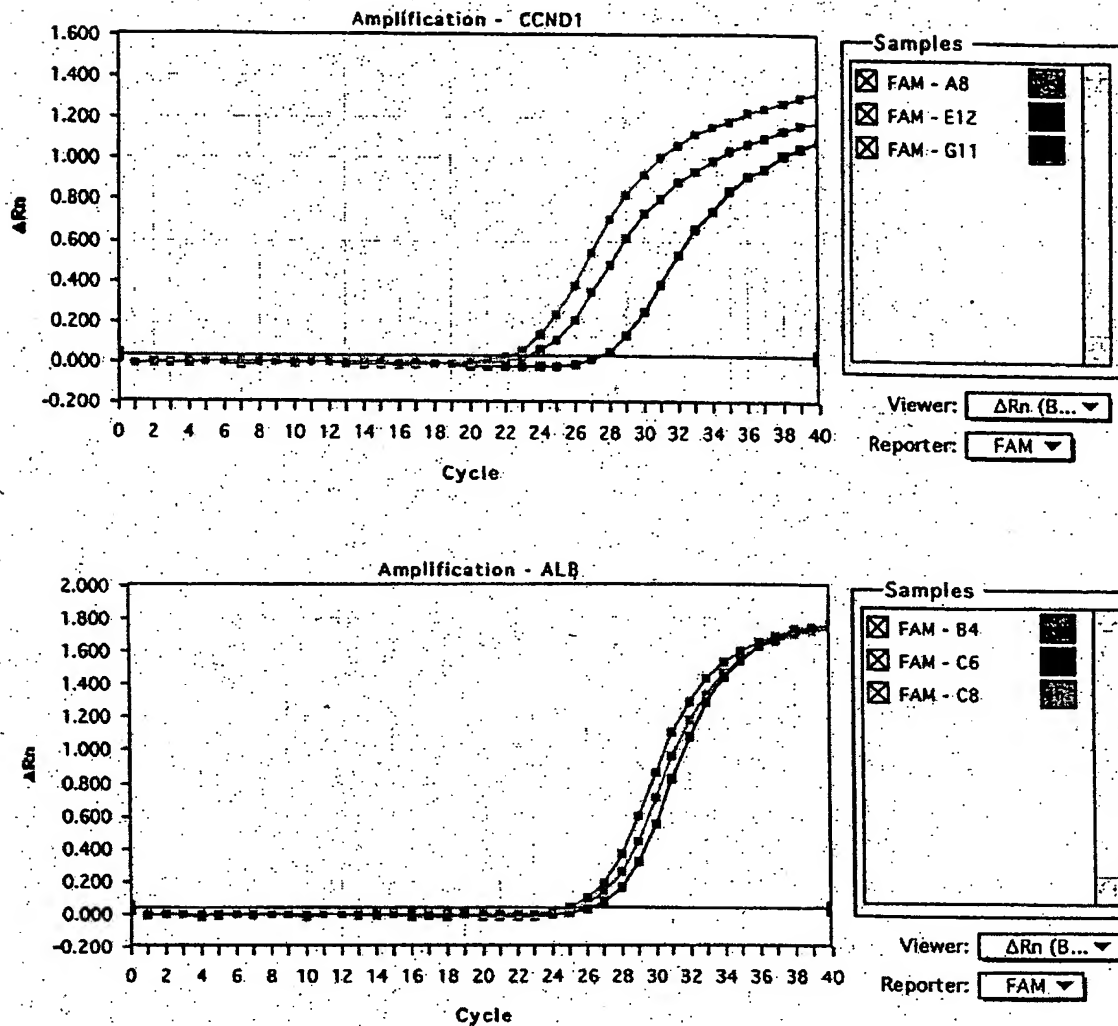 Amplification - CCND1
1.600
1.400
1.200
1.000
0.800
0.600
0.400
0.200
0.000
-0.200
ΔRn
0 2 4 6 8 10 12 14 16 18 20 22 24 26 28 30 32 34 36 38 40
Cycle
Samples
FAM - A8
FAM - E12
FAM - G11
Viewer: ΔRn (B...
Reporter: FAM
Amplification - ALB
2.000
1.800
1.600
1.400
1.200
1.000
0.800
0.600
0.400
0.200
0.000
-0.200
ΔRn
0 2 4 6 8 10 12 14 16 18 20 22 24 26 28 30 32 34 36 38 40
Cycle
Samples
FAM - B4
FAM - C6
FAM - C8
Viewer: ΔRn (B...
Reporter: FAM